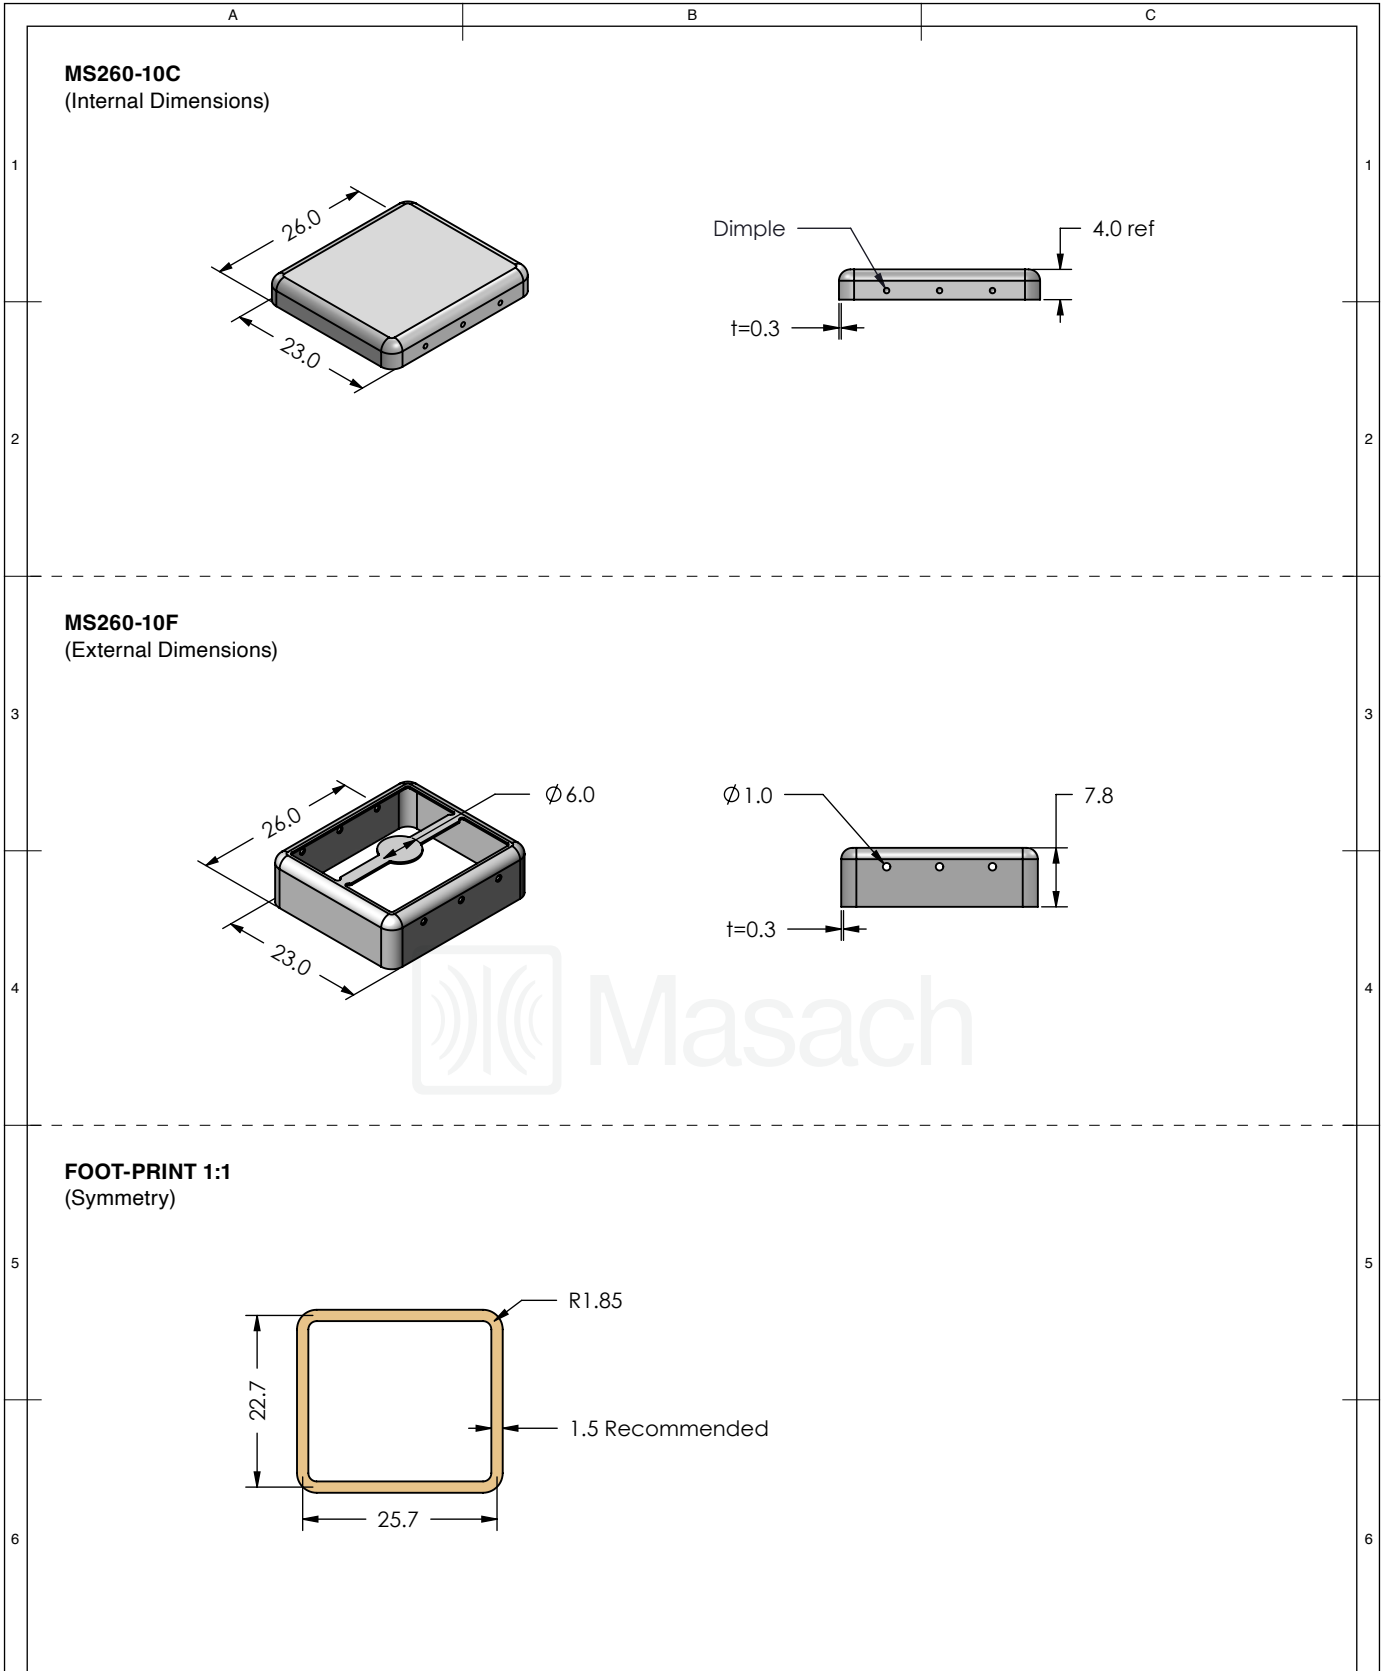 A B C
MS260-10C
(Internal Dimensions)
1 1
26.0
23.0
Dimple
4.0 ref
t=0.3
2 2
MS260-10F
(External Dimensions)
3 3
26.0
23.0
Ø6.0
Ø1.0
7.8
t=0.3
4 4
Masach
FOOT-PRINT 1:1
(Symmetry)
5 5
R1.85
22.7
1.5 Recommended
25.7
6 6